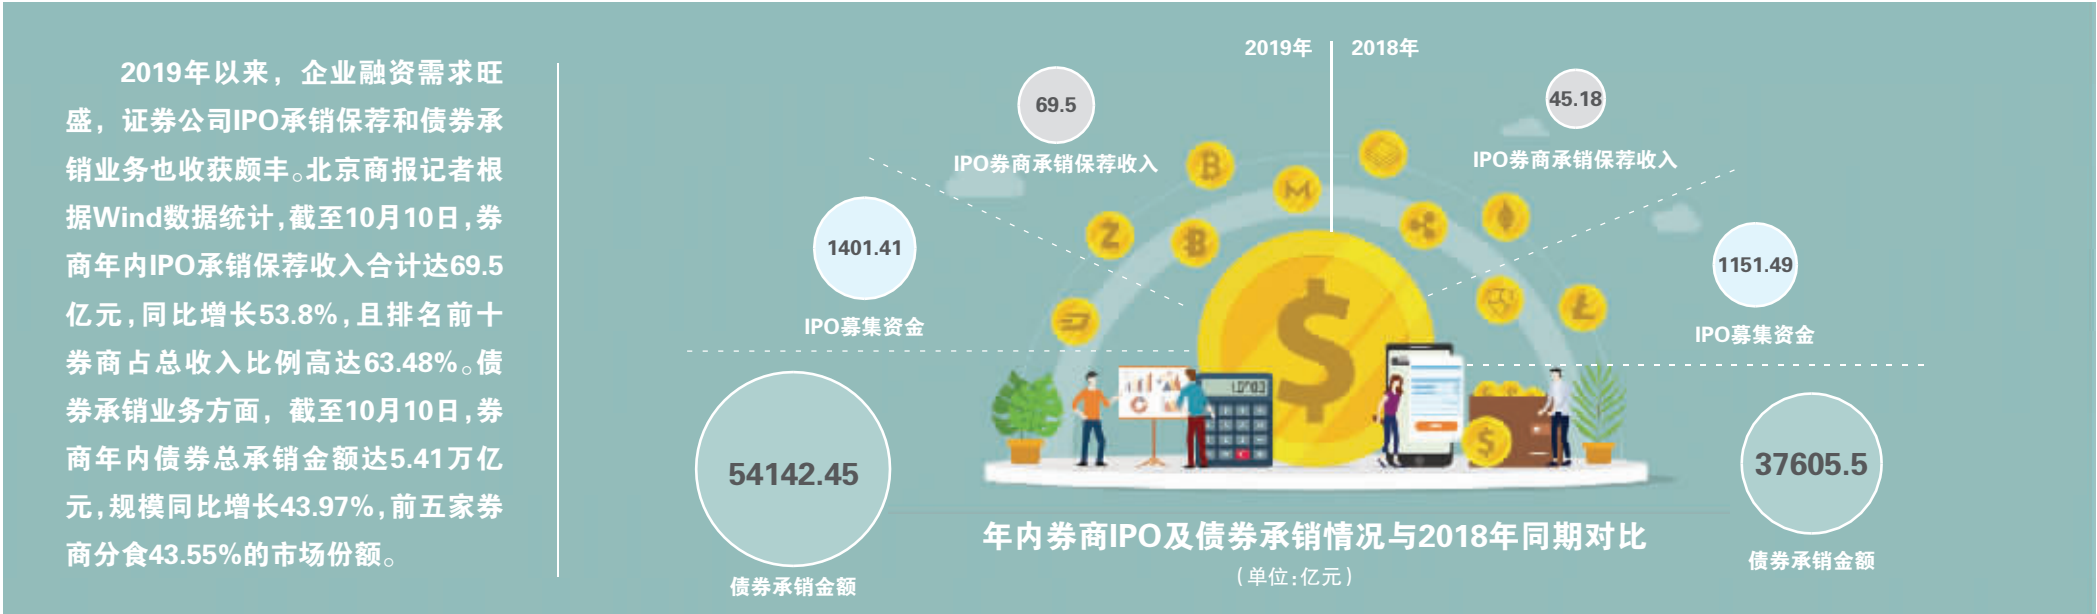 2019年以来，企业融资需求旺
盛，证券公司IPO承销保荐和债券承
销业务也收获颇丰。北京商报记者根
据Wind数据统计，截至10月10日，券
商年内IPO承销保荐收入合计达69.5
亿元，同比增长53.8%，且排名前十
券商占总收入比例高达63.48%。债
券承销业务方面，截至10月10日，券
商年内债券总承销金额达5.41万亿
元，规模同比增长43.97%，前五家券
商分食43.55%的市场份额。
2019年
2018年
69.5
IPO券商承销保荐收入
45.18
IPO券商承销保荐收入
1401.41
IPO募集资金
1151.49
IPO募集资金
54142.45
债券承销金额
37605.5
债券承销金额
年内券商IPO及债券承销情况与2018年同期对比
（单位：亿元）